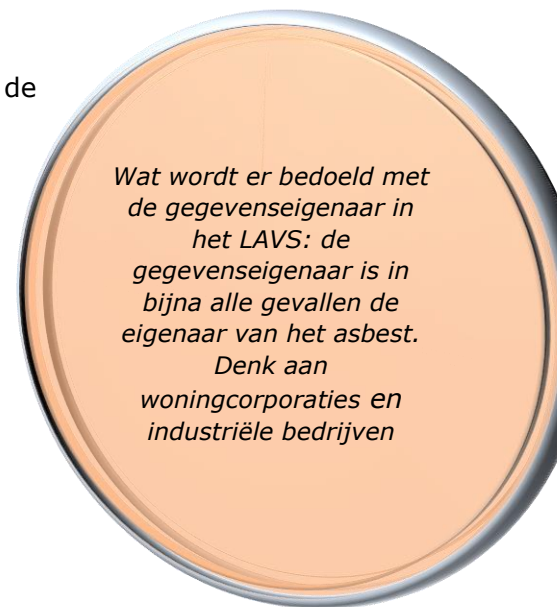 de
Wat wordt er bedoeld met
de gegevenseigenaar in
het LAVS: de
gegevenseigenaar is in
bijna alle gevallen de
eigenaar van het asbest.
Denk aan
woningcorporaties en
industriële bedrijven